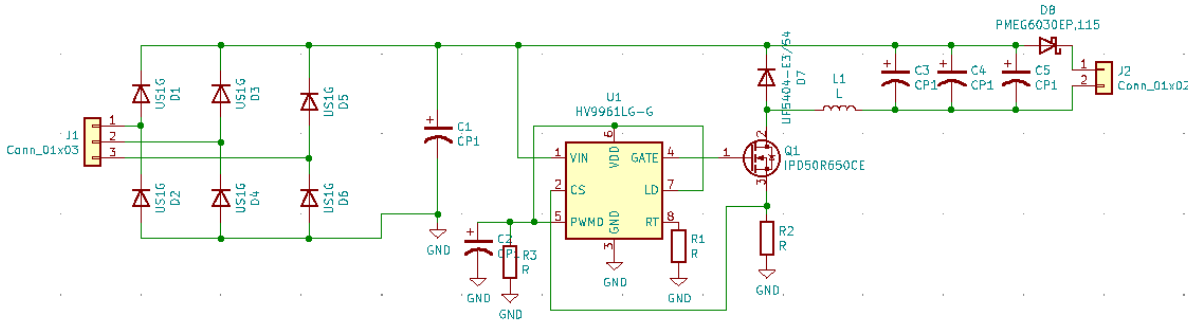 D8
PMEG6030EP,115
US1G
D1
US1G
D3
US1G
D5
UF5404-E3/54
D7
L1
L
C3
CP1
C4
CP1
C5
CP1
1
2
J2
Conn_01x02
J1
Conn_01x03
1
2
3
C1
CP1
U1
HV9961LG-G
6
VDD
1
VIN
GATE
4
2
CS
LD
7
5
PWMD
GND
RT
8
3
1
2
3
Q1
IPD50R650CE
US1G
D2
US1G
D4
US1G
D6
GND
C2
CP1
R3
R
R1
R
R2
R
GND
GND
GND
GND
GND